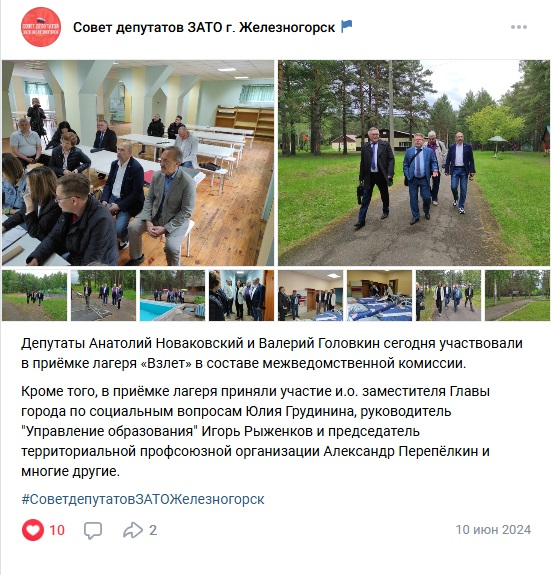 СОВЕТ ДЕПУТАТОВ
Совет депутатов ЗАТО г. Железногорск
Депутаты Анатолий Новаковский и Валерий Головкин сегодня участвовали
в приёмке лагеря «Взлет» в составе межведомственной комиссии.
Кроме того, в приёмке лагеря приняли участие и.о. заместителя Главы
города по социальным вопросам Юлия Грудинина, руководитель
"Управление образования" Игорь Рыженков и председатель
территориальной профсоюзной организации Александр Перепёлкин и
многие другие.
#СоветдепутатовЗАТОЖелезногорск
10
2
10 июн 2024